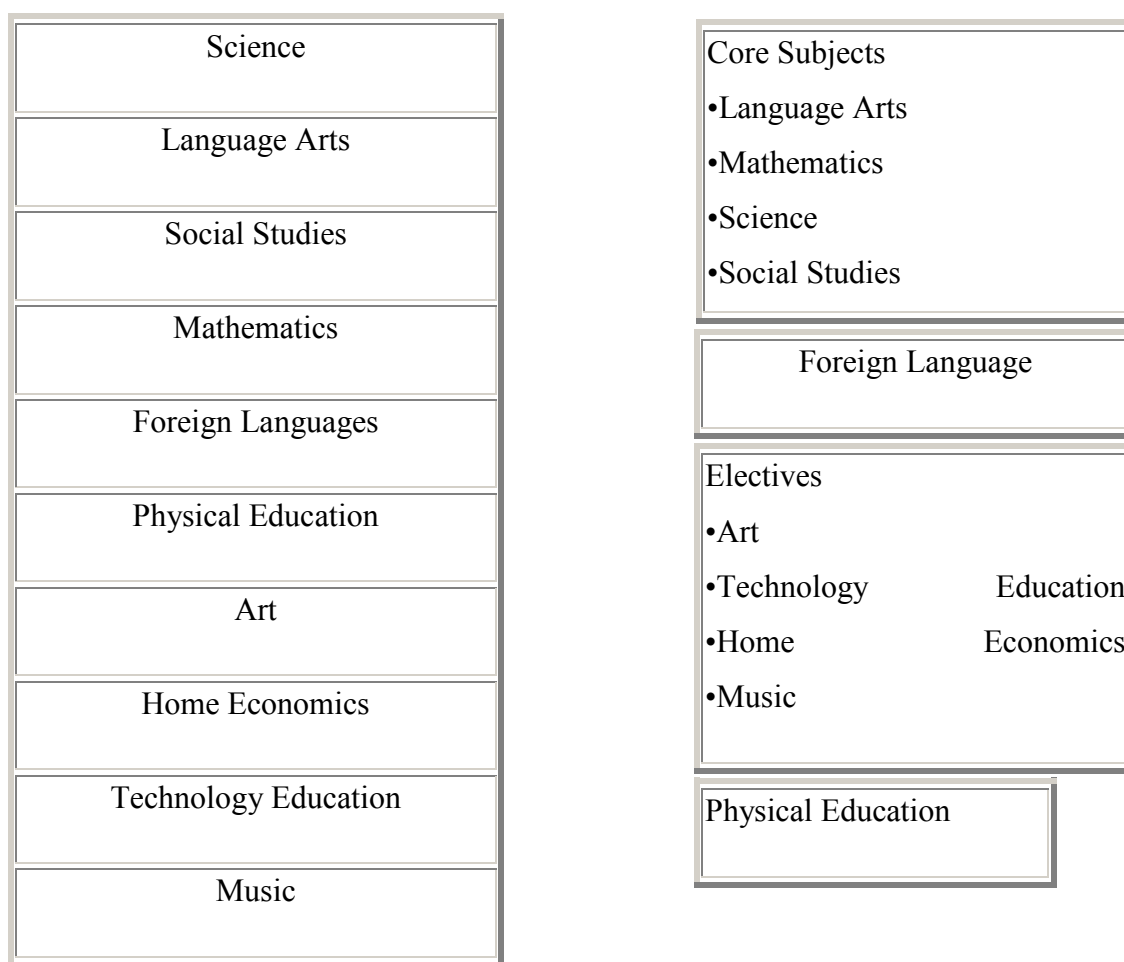 Science
Language Arts
Social Studies
Mathematics
Foreign Languages
Physical Education
Art
Home Economics
Technology Education
Music
Core Subjects
•Language Arts
•Mathematics
•Science
•Social Studies
Foreign Language
Electives
•Art
•Technology Education
•Home Economics
•Music
Physical Education